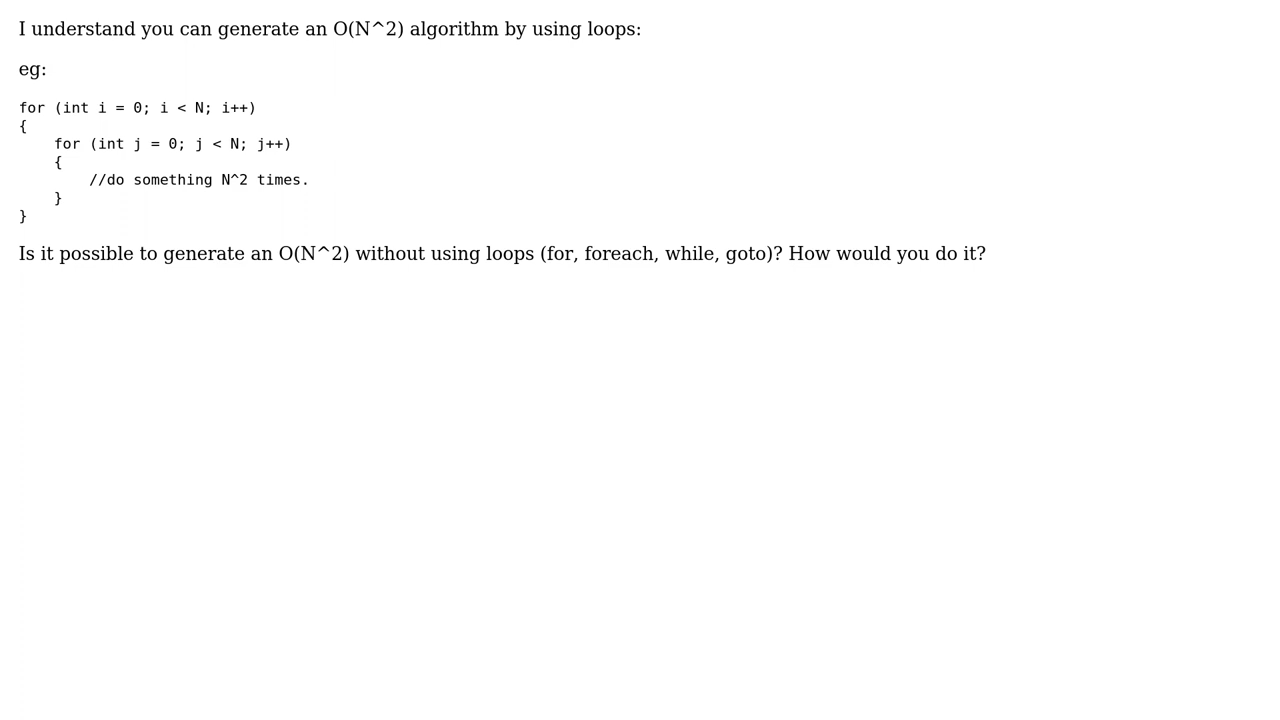 I understand you can generate an O(N^2) algorithm by using loops:
eg:
for (int i = 0; i < N; i++)
{
    for (int j = 0; j < N; j++)
    {
        //do something N^2 times.
    }
}
Is it possible to generate an O(N^2) without using loops (for, foreach, while, goto)? How would you do it?